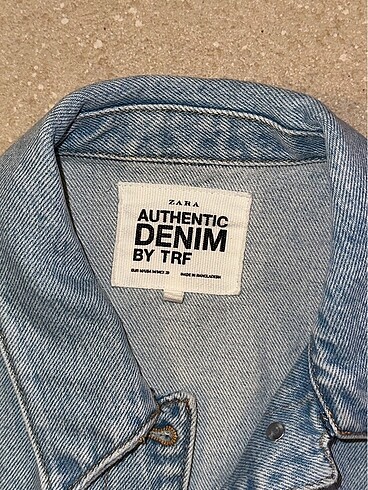 ZARA
AUTHENTIC
DENIM
BY TRF
MADE IN BANGLADESH